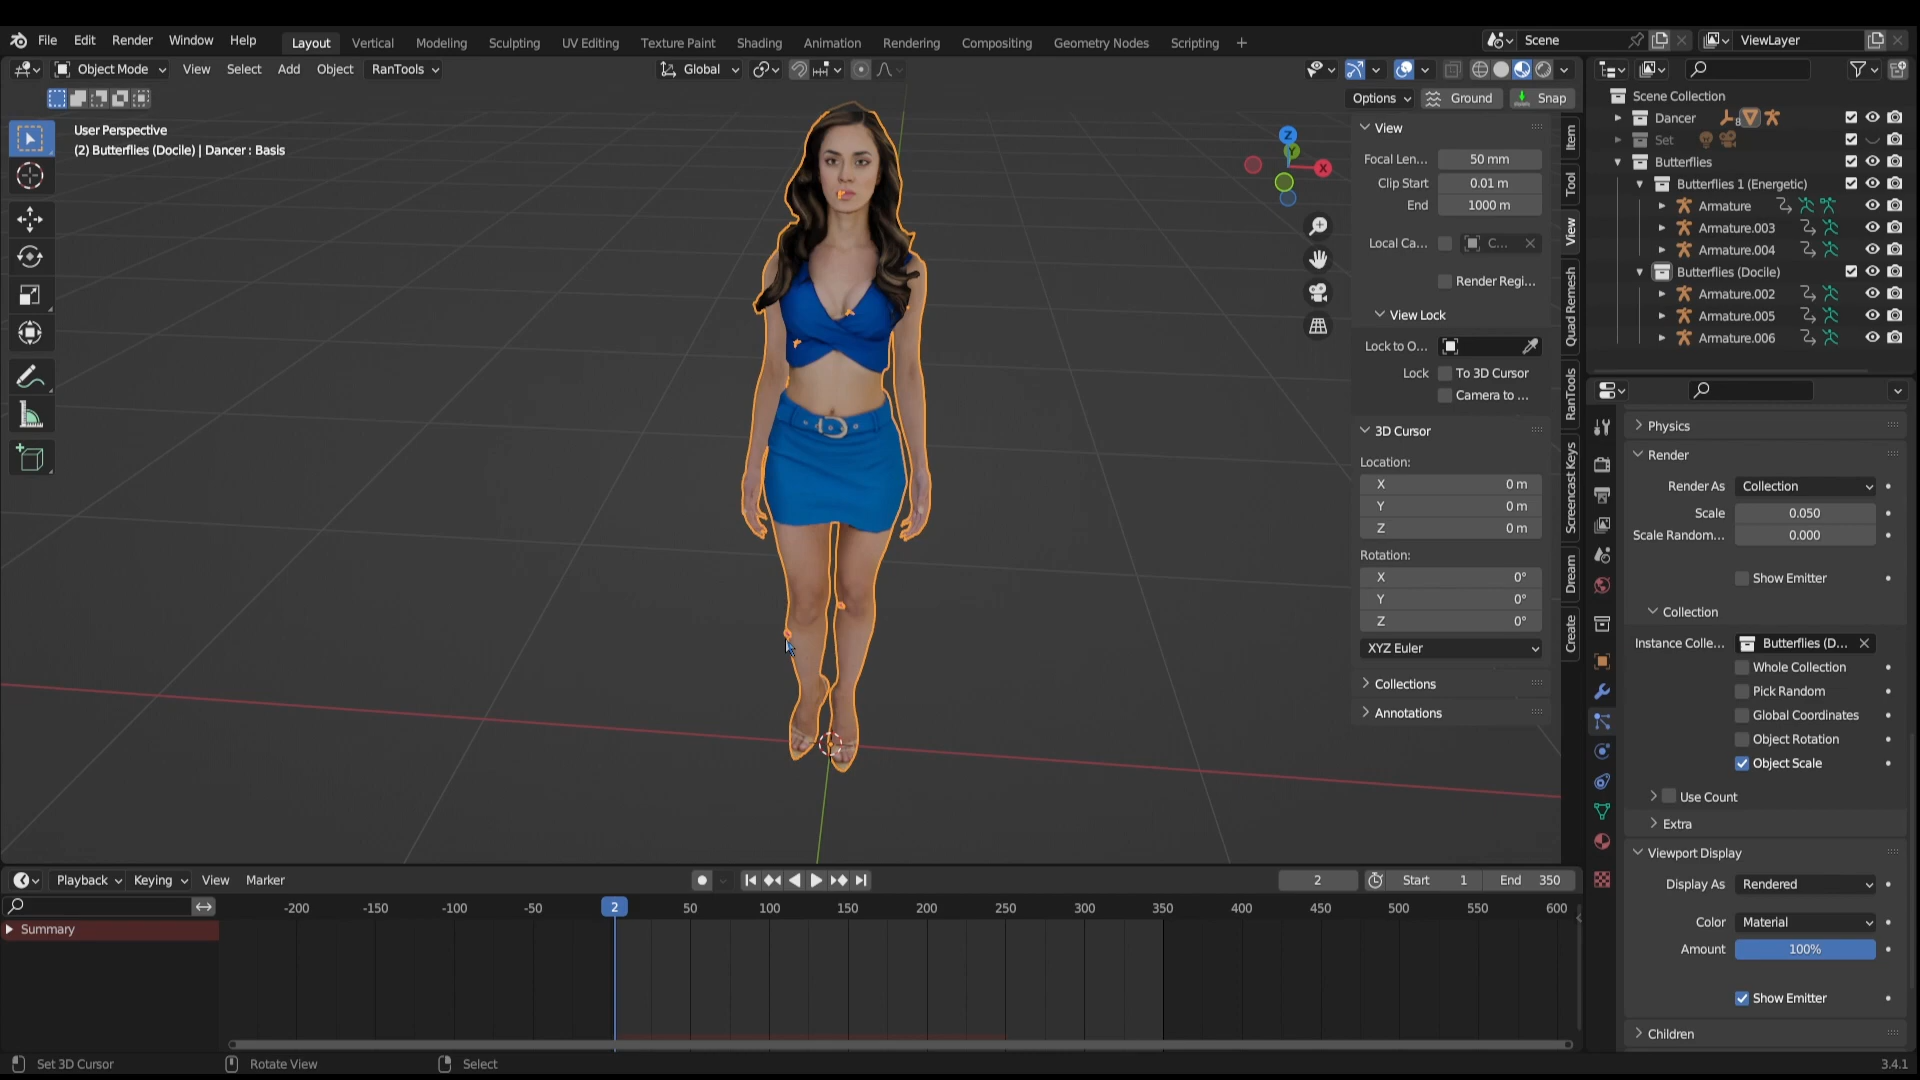 File Edit Render Window Help Layout Vertical Modeling Sculpting UV Editing Texture Paint Shading Animation Rendering Compositing Geometry Nodes Scripting Scene ViewLayer
Object Mode View Select Add Object RanTools Global
Options Ground Snap
User Perspective
(2) Butterflies (Docile) | Dancer : Basis
View
Focal Len... 50 mm
Clip Start 0.01 m
End 1000 m
Local Ca... C...
Render Regi...
View Lock
Lock to O...
Lock To 3D Cursor
Camera to ...
3D Cursor
Location:
X 0 m
Y 0 m
Z 0 m
Rotation:
X 0°
Y 0°
Z 0°
XYZ Euler
Collections
Annotations
Item
Tool
View
Quad Remesh
RanTools
Screencast Keys
Dream
Create
Z
Y
X
Scene Collection
Dancer 8
Set
Butterflies
Butterflies 1 (Energetic)
Armature
Armature.003
Armature.004
Butterflies (Docile)
Armature.002
Armature.005
Armature.006
Physics
Render
Render As Collection
Scale 0.050
Scale Random... 0.000
Show Emitter
Collection
Instance Colle... Butterflies (D...
Whole Collection
Pick Random
Global Coordinates
Object Rotation
Object Scale
Use Count
Extra
Viewport Display
Display As Rendered
Color Material
Amount 100%
Show Emitter
Children
Playback Keying View Marker 2 Start 1 End 350
-200 -150 -100 -50 2 50 100 150 200 250 300 350 400 450 500 550 600
Summary
Set 3D Cursor Rotate View Select 3.4.1